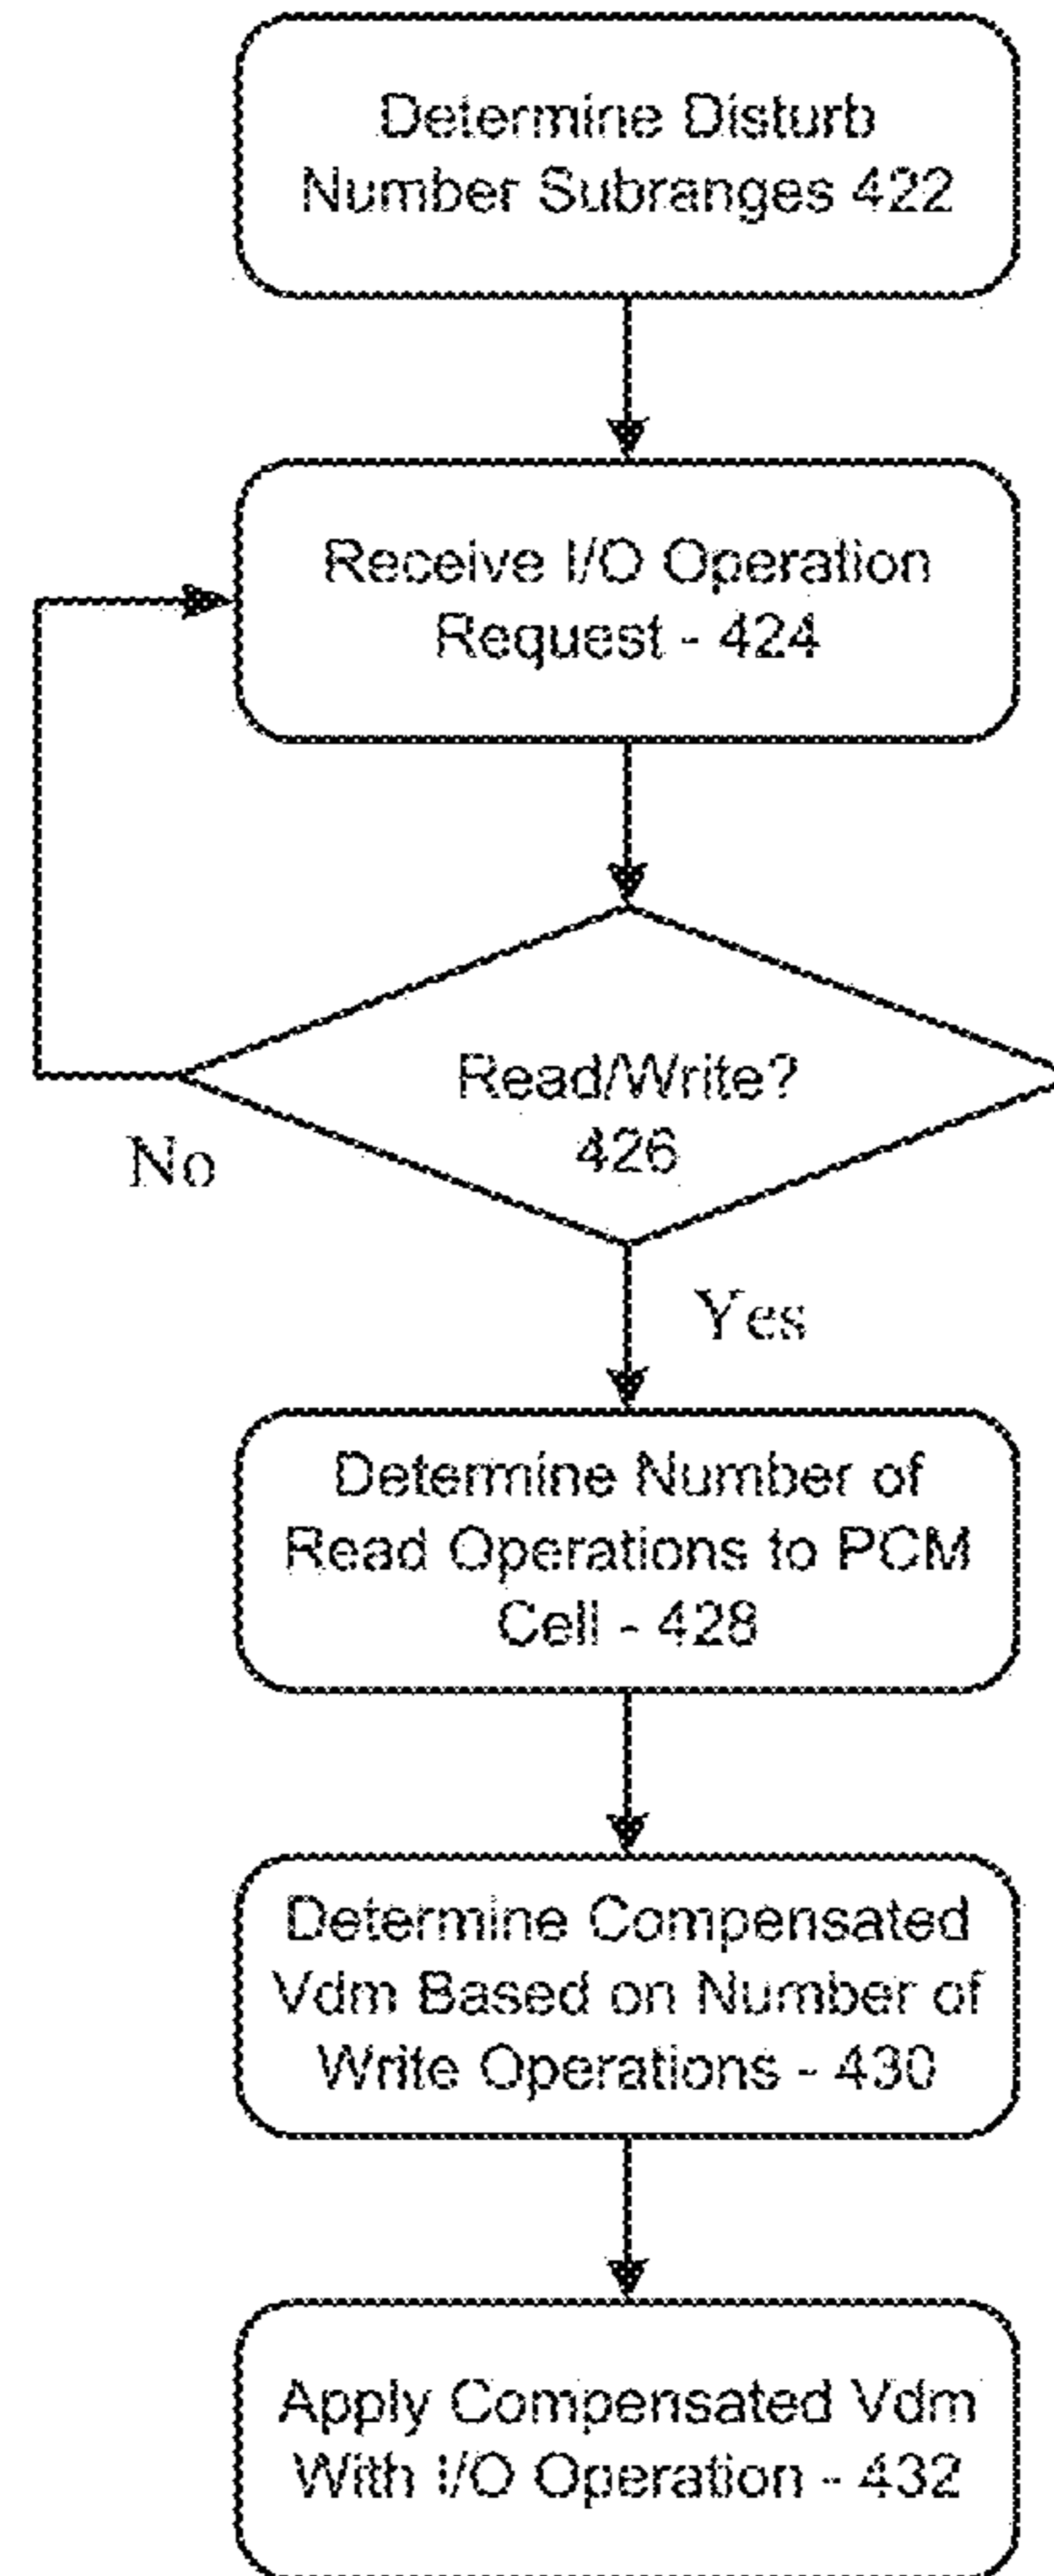 Determine Disturb
Number Subranges 422
Receive I/O Operation
Request - 424
Read/Write?
426
No
Yes
Determine Number of
Read Operations to PCM
Cell - 428
Determine Compensated
Vdm Based on Number of
Write Operations - 430
Apply Compensated Vdm
With I/O Operation - 432